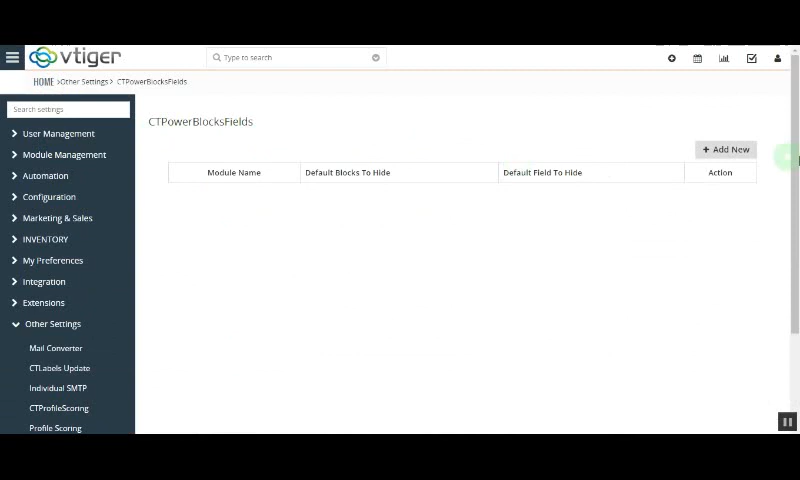 vtiger
Type to search
HOME >Other Settings> CTPowerBlocksFields
Search settings
User Management
Module Management
Automation
Configuration
Marketing & Sales
INVENTORY
My Preferences
Integration
Extensions
Other Settings
Mail Converter
CTLabels Update
Individual SMTP
CTProfileScoring
Profile Scoring
CTPowerBlocksFields
+ Add New
Module Name Default Blocks To Hide Default Field To Hide Action